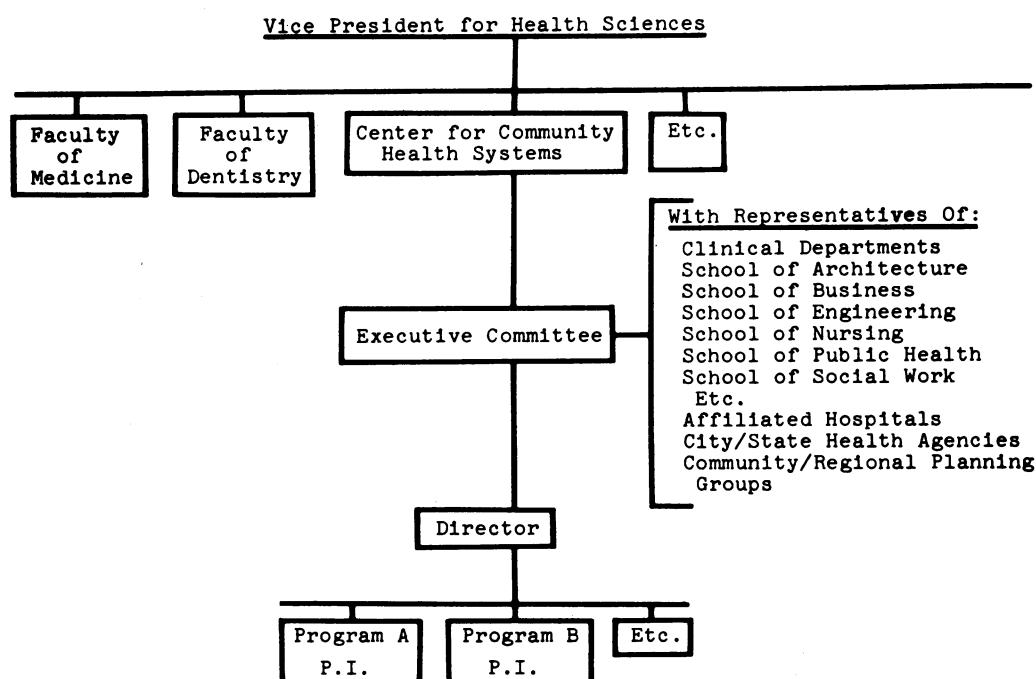 Vice President for Health Sciences
Faculty
of
Medicine
Faculty
of
Dentistry
Center for Community
Health Systems
Etc.
With Representatives Of:
Clinical Departments
School of Architecture
School of Business
School of Engineering
School of Nursing
School of Public Health
School of Social Work
Etc.
Affiliated Hospitals
City/State Health Agencies
Community/Regional Planning
Groups
Executive Committee
Director
Program A
P.I.
Program B
P.I.
Etc.